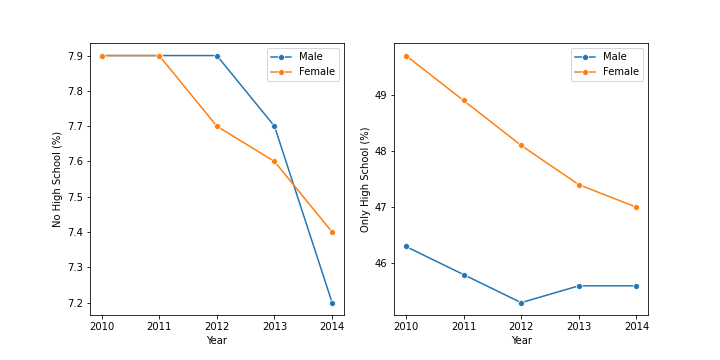 7.9
7.8
7.7
7.6
7.5
7.4
7.3
7.2
No High School (%)
2010 2011 2012 2013 2014
Year
Male
Female
49
48
47
46
Only High School (%)
2010 2011 2012 2013 2014
Year
Male
Female